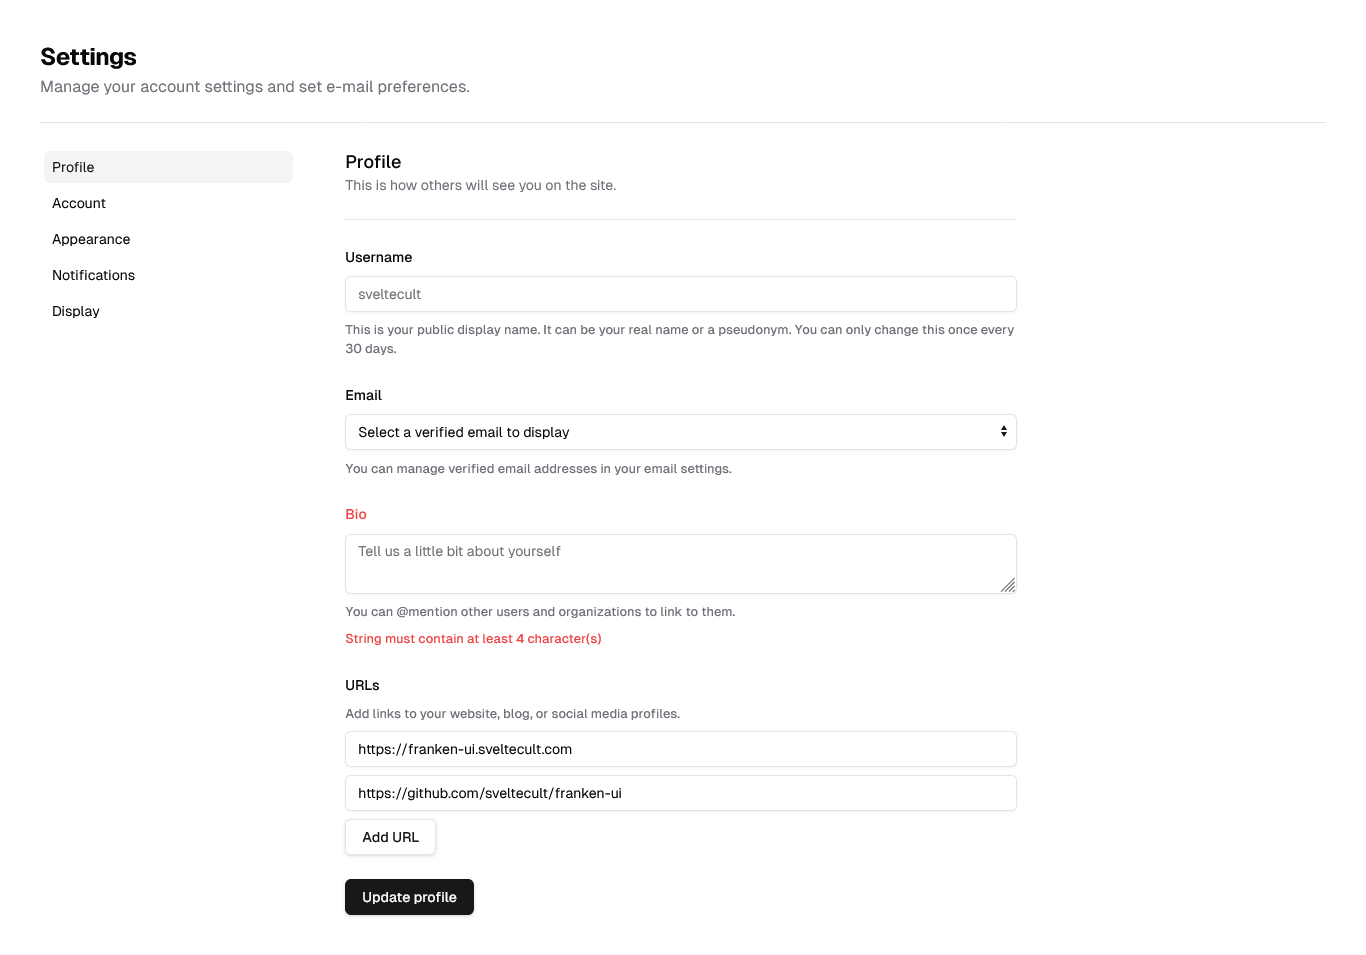 Settings
Manage your account settings and set e-mail preferences.
Profile
Account
Appearance
Notifications
Display
Profile
This is how others will see you on the site.
Username
sveltecult
This is your public display name. It can be your real name or a pseudonym. You can only change this once every
30 days.
Email
Select a verified email to display
You can manage verified email addresses in your email settings.
Bio
Tell us a little bit about yourself
You can @mention other users and organizations to link to them.
String must contain at least 4 character(s)
URLs
Add links to your website, blog, or social media profiles.
https://franken-ui.sveltecult.com
https://github.com/sveltecult/franken-ui
Add URL
Update profile